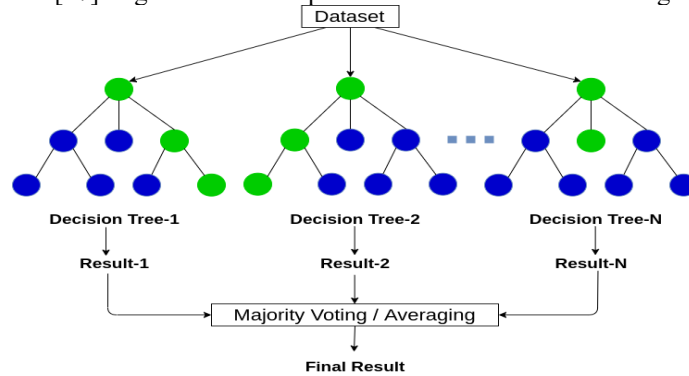 Dataset
Decision Tree-1
Decision Tree-2
Decision Tree-N
Result-1
Result-2
Result-N
Majority Voting / Averaging
Final Result